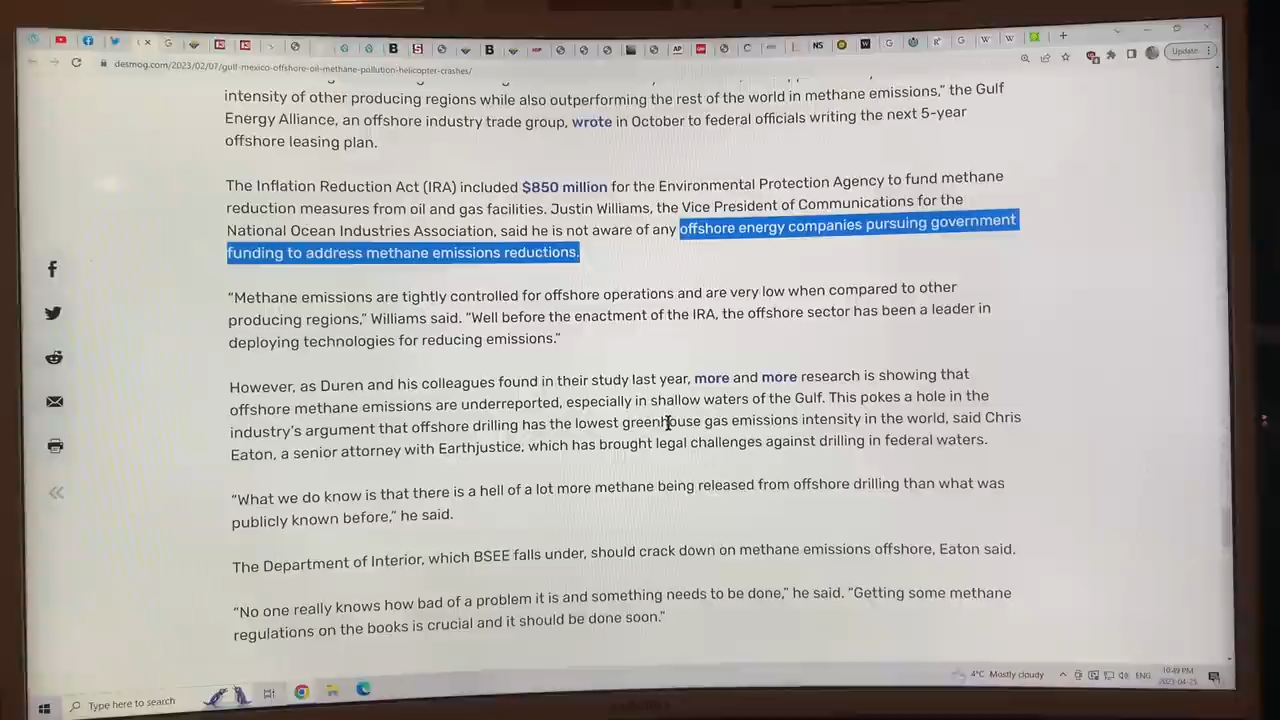 desmog.com/2023/02/07/gulf-mexico-offshore-oil-methane-pollution-helicopter-crashes/
Update
intensity of other producing regions while also outperforming the rest of the world in methane emissions,” the Gulf
Energy Alliance, an offshore industry trade group, wrote in October to federal officials writing the next 5-year
offshore leasing plan.
The Inflation Reduction Act (IRA) included $850 million for the Environmental Protection Agency to fund methane
reduction measures from oil and gas facilities. Justin Williams, the Vice President of Communications for the
National Ocean Industries Association, said he is not aware of any offshore energy companies pursuing government
funding to address methane emissions reductions.
“Methane emissions are tightly controlled for offshore operations and are very low when compared to other
producing regions,” Williams said. “Well before the enactment of the IRA, the offshore sector has been a leader in
deploying technologies for reducing emissions.”
However, as Duren and his colleagues found in their study last year, more and more research is showing that
offshore methane emissions are underreported, especially in shallow waters of the Gulf. This pokes a hole in the
industry’s argument that offshore drilling has the lowest greenhouse gas emissions intensity in the world, said Chris
Eaton, a senior attorney with Earthjustice, which has brought legal challenges against drilling in federal waters.
“What we do know is that there is a hell of a lot more methane being released from offshore drilling than what was
publicly known before,” he said.
The Department of Interior, which BSEE falls under, should crack down on methane emissions offshore, Eaton said.
“No one really knows how bad of a problem it is and something needs to be done,” he said. “Getting some methane
regulations on the books is crucial and it should be done soon.”
Type here to search
4°C Mostly cloudy
ENG
10:49 PM
2023-04-25